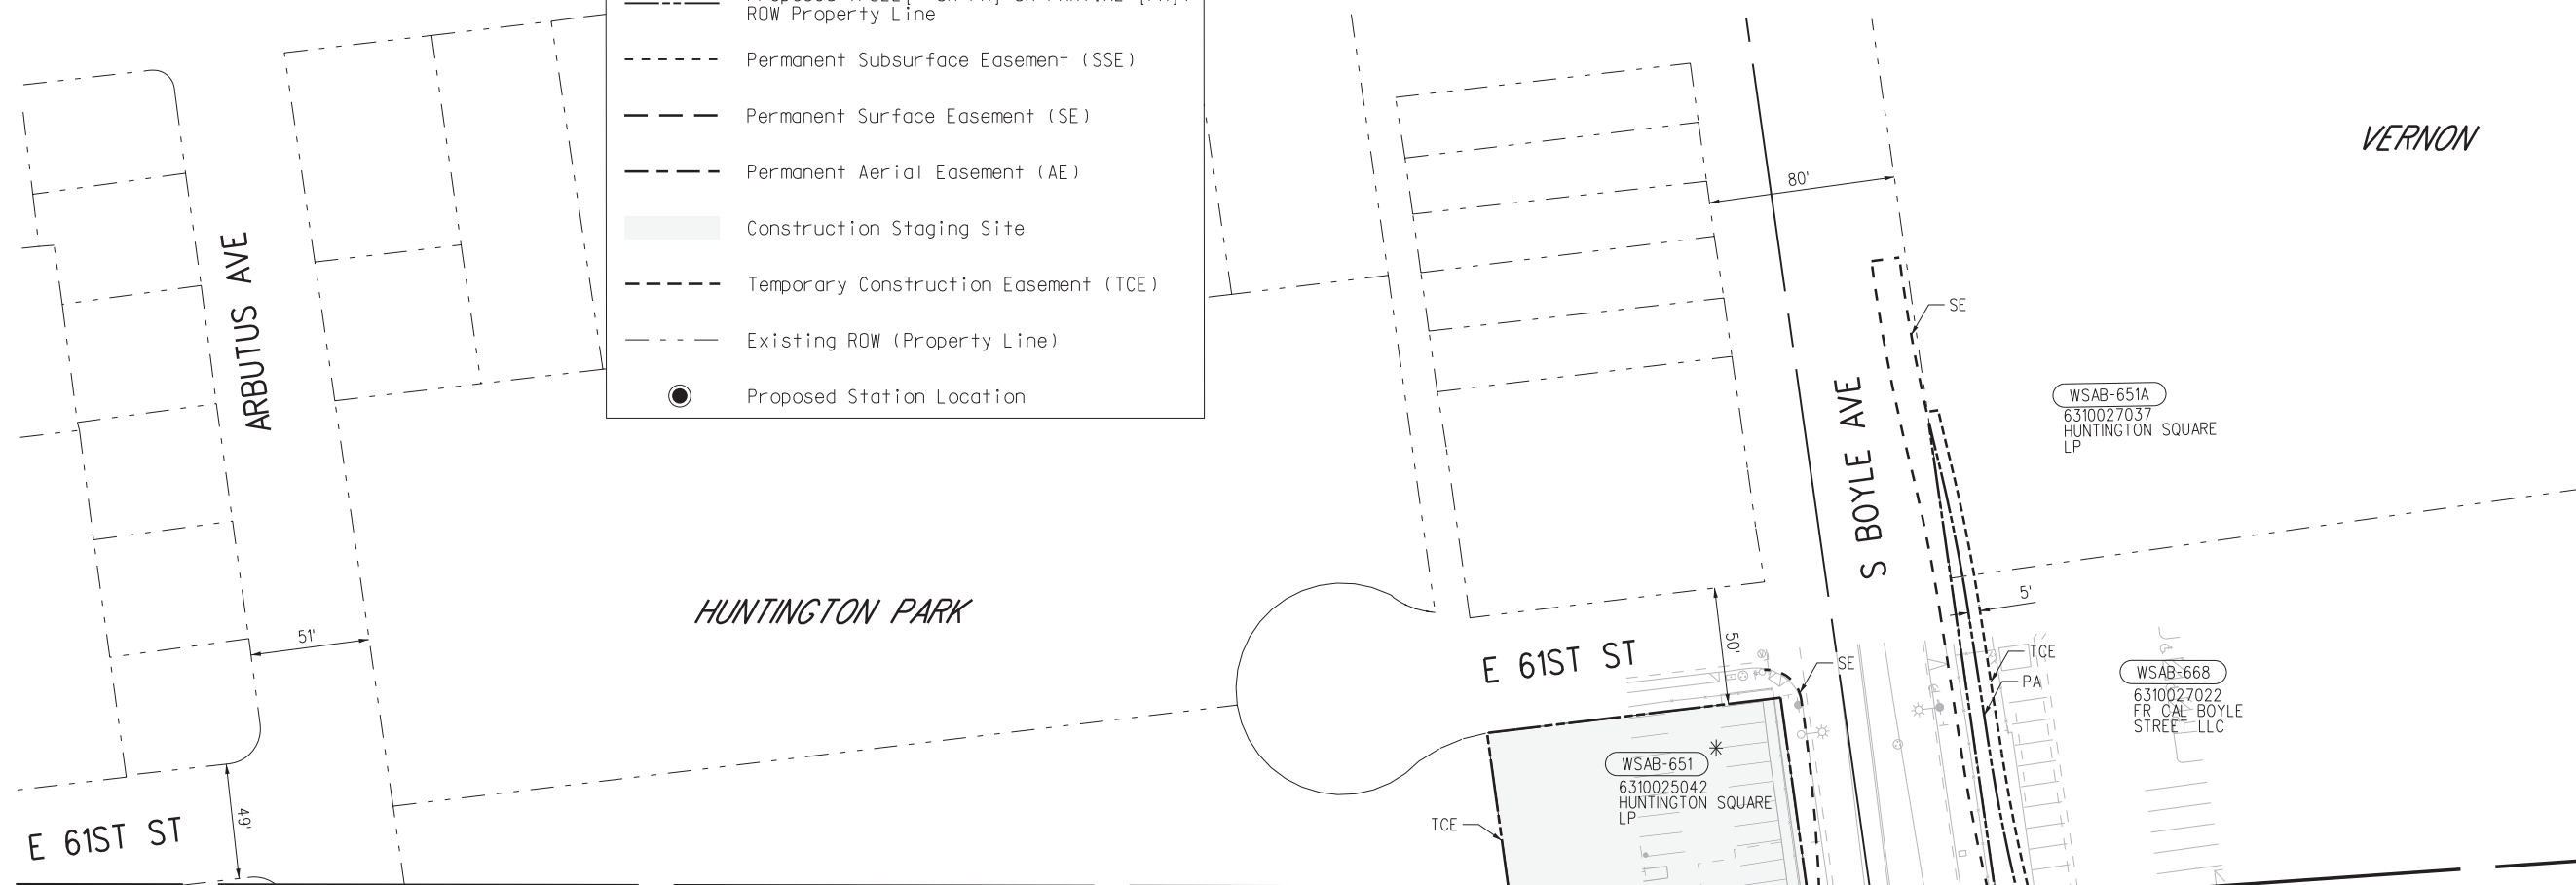 ROW Property Line
Permanent Subsurface Easement (SSE)
Permanent Surface Easement (SE)
Permanent Aerial Easement (AE)
Construction Staging Site
Temporary Construction Easement (TCE)
Existing ROW (Property Line)
Proposed Station Location
VERNON
80'
ARBUTUS AVE
SE
S BOYLE AVE
WSAB-651A
6310027037
HUNTINGTON SQUARE
LP
HUNTINGTON PARK
51'
5'
50'
E 61ST ST
SE
TCE
PA
WSAB-668
6310027022
FR CAL BOYLE
STREET LLC
WSAB-651
6310025042
HUNTINGTON SQUARE
LP
TCE
49'
E 61ST ST